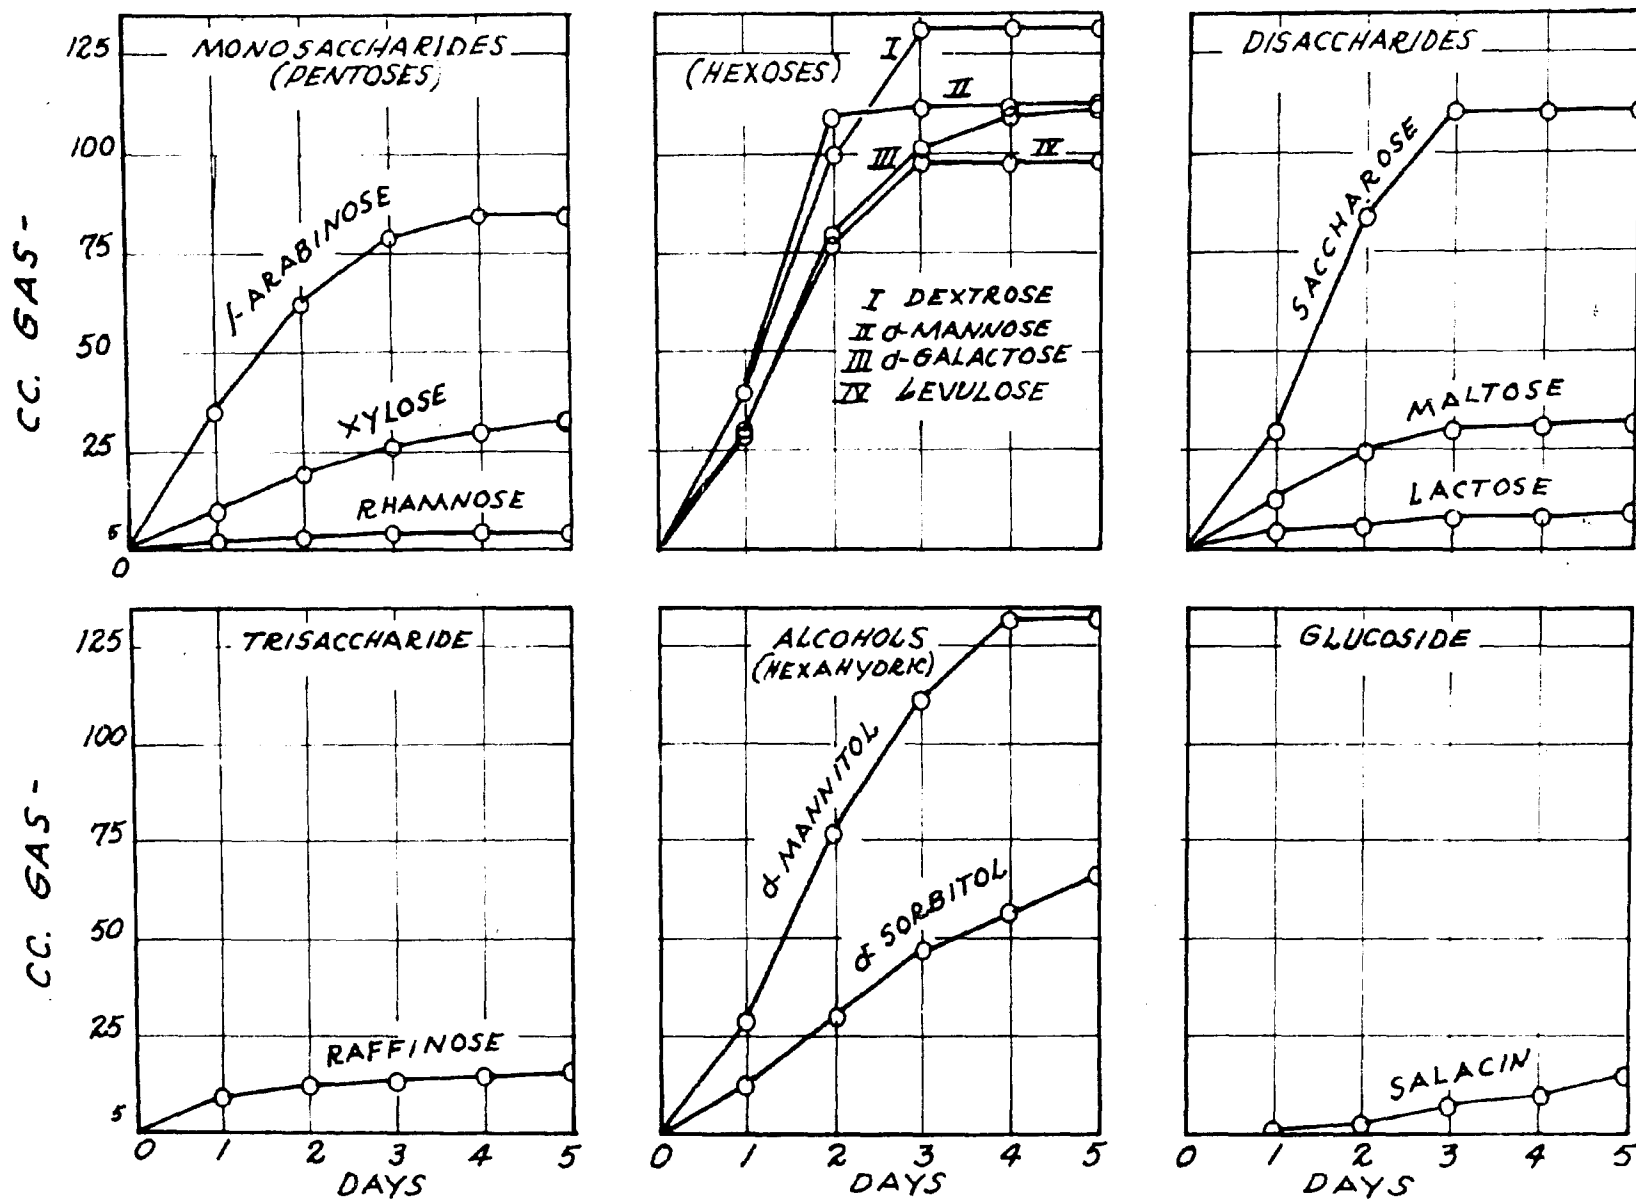 MONOSACCHARIDES
(PENTOSES)
CC. GAS-
125
100
75
50
25
5
0
l-ARABINOSE
XYLOSE
RHAMNOSE
(HEXOSES)
I
II
III
IV
I DEXTROSE
II d-MANNOSE
III d-GALACTOSE
IV LEVULOSE
DISACCHARIDES
SACCHAROSE
MALTOSE
LACTOSE
TRISACCHARIDE
CC. GAS-
125
100
75
50
25
5
RAFFINOSE
0 1 2 3 4 5
DAYS
ALCOHOLS
(HEXAHYDRIC)
d-MANNITOL
d SORBITOL
0 1 2 3 4 5
DAYS
GLUCOSIDE
SALACIN
0 1 2 3 4 5
DAYS